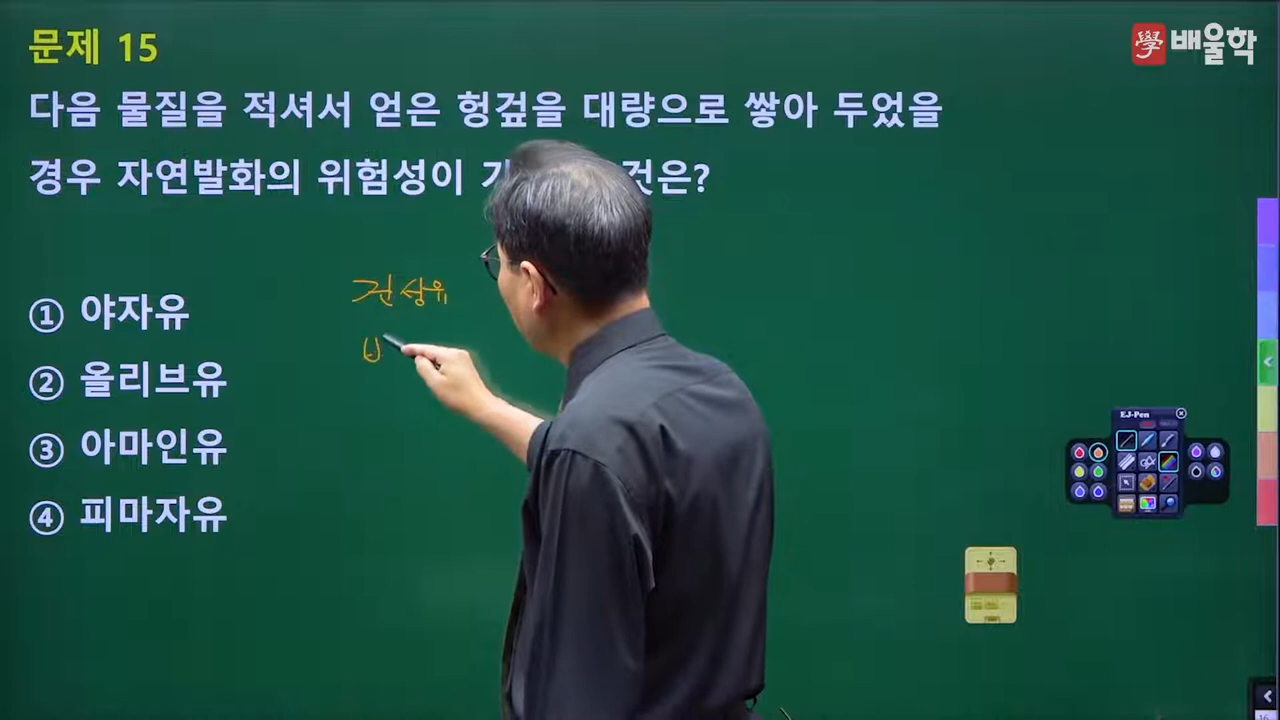 문제 15
學 배울학
다음 물질을 적셔서 얻은 헝겊을 대량으로 쌓아 두었을
경우 자연발화의 위험성이 것은?
① 야자유
② 올리브유
③ 아마인유
④ 피마자유
건성유
EJ-Pen